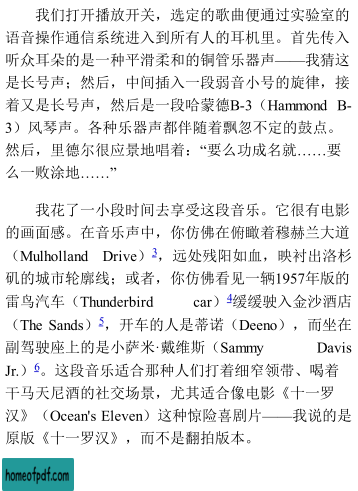 我们打开播放开关，选定的歌曲便通过实验室的
语音操作通信系统进入到所有人的耳机里。首先传入
听众耳朵的是一种平滑柔和的铜管乐器声——我猜这
是长号声；然后，中间插入一段弱音小号的旋律，接
着又是长号声，然后是一段哈蒙德B-3（Hammond B-
3）风琴声。各种乐器声都伴随着飘忽不定的鼓点。
然后，里德尔很应景地唱着：“要么功成名就……要
么一败涂地……”
我花了一小段时间去享受这段音乐。它很有电影
的画面感。在音乐声中，你仿佛在俯瞰着穆赫兰大道
（Mulholland Drive）3，远处残阳如血，映衬出洛杉
矶的城市轮廓线；或者，你仿佛看见一辆1957年版的
雷鸟汽车（Thunderbird car）4缓缓驶入金沙酒店
（The Sands）5，开车的人是蒂诺（Deeno），而坐在
副驾驶座上的是小萨米·戴维斯（Sammy Davis
Jr.）6。这段音乐适合那种人们打着细窄领带、喝着
干马天尼酒的社交场景，尤其适合像电影《十一罗
汉》（Ocean's Eleven）这种惊险喜剧片——我说的是
原版《十一罗汉》，而不是翻拍版本。
homeofpdf.com